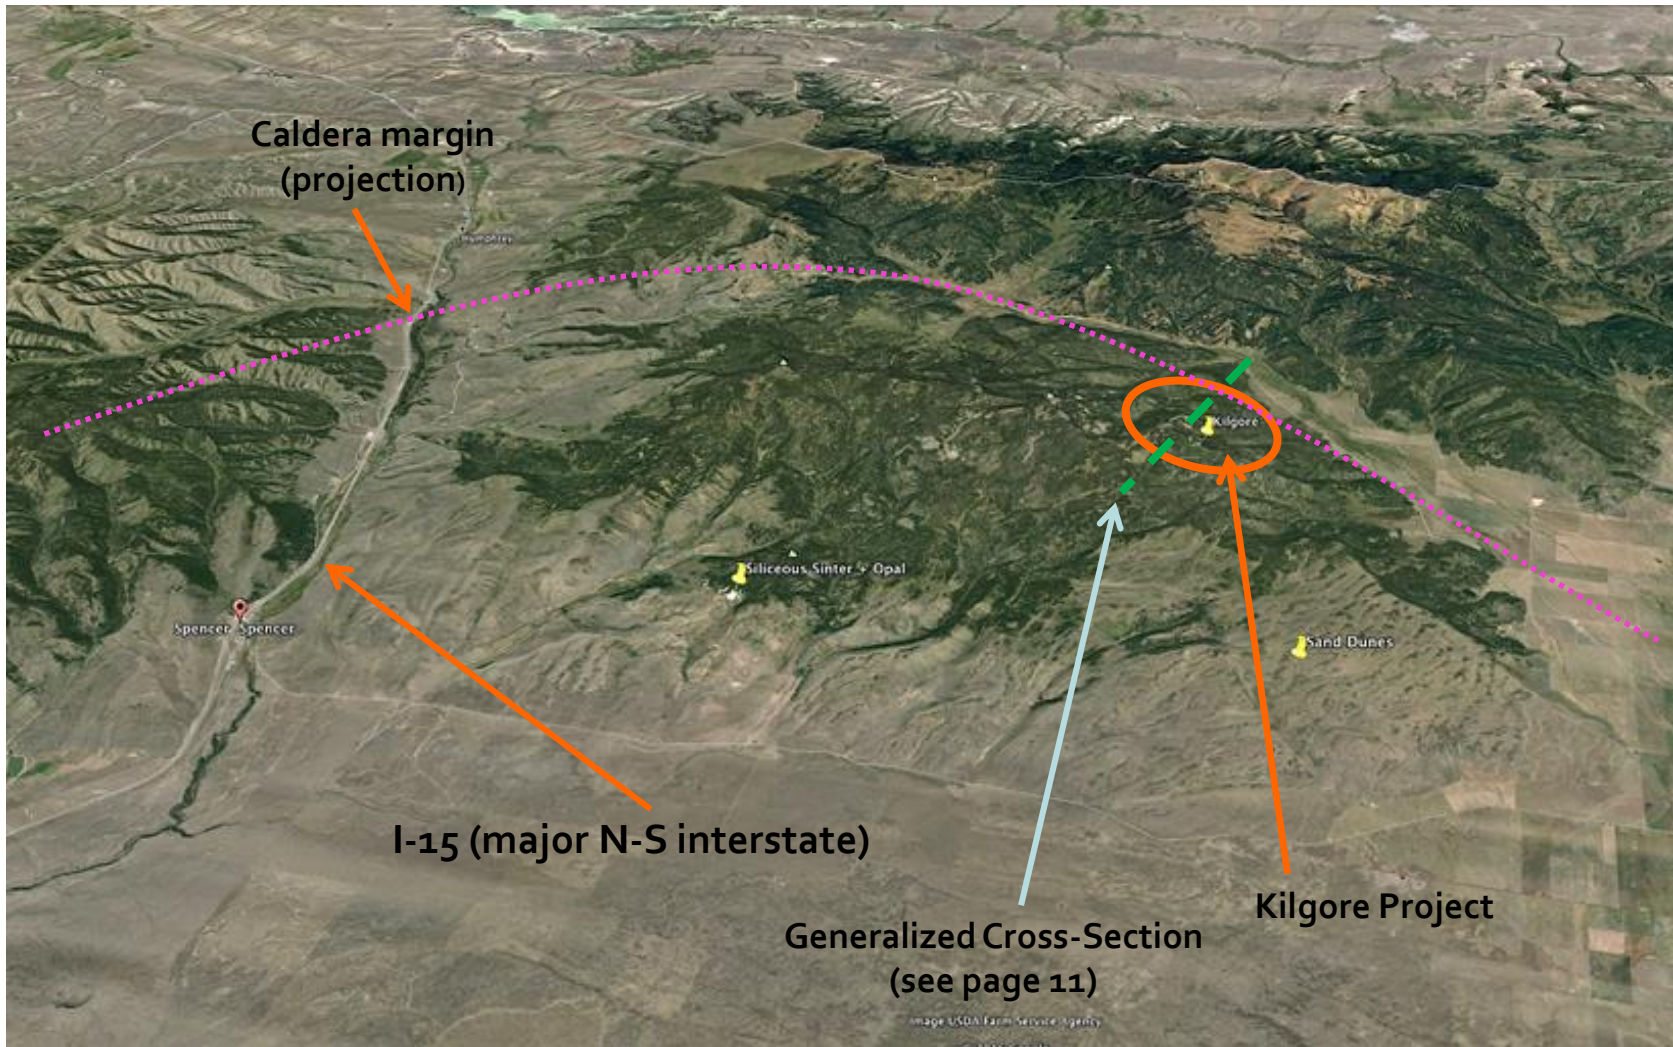 Caldera margin
(projection)
Humphrey
Kilgore
Siliceous Sinter + Opal
Spencer Spencer
Sand Dunes
I-15 (major N-S interstate)
Kilgore Project
Generalized Cross-Section
(see page 11)
Image USDA Farm Service Agency